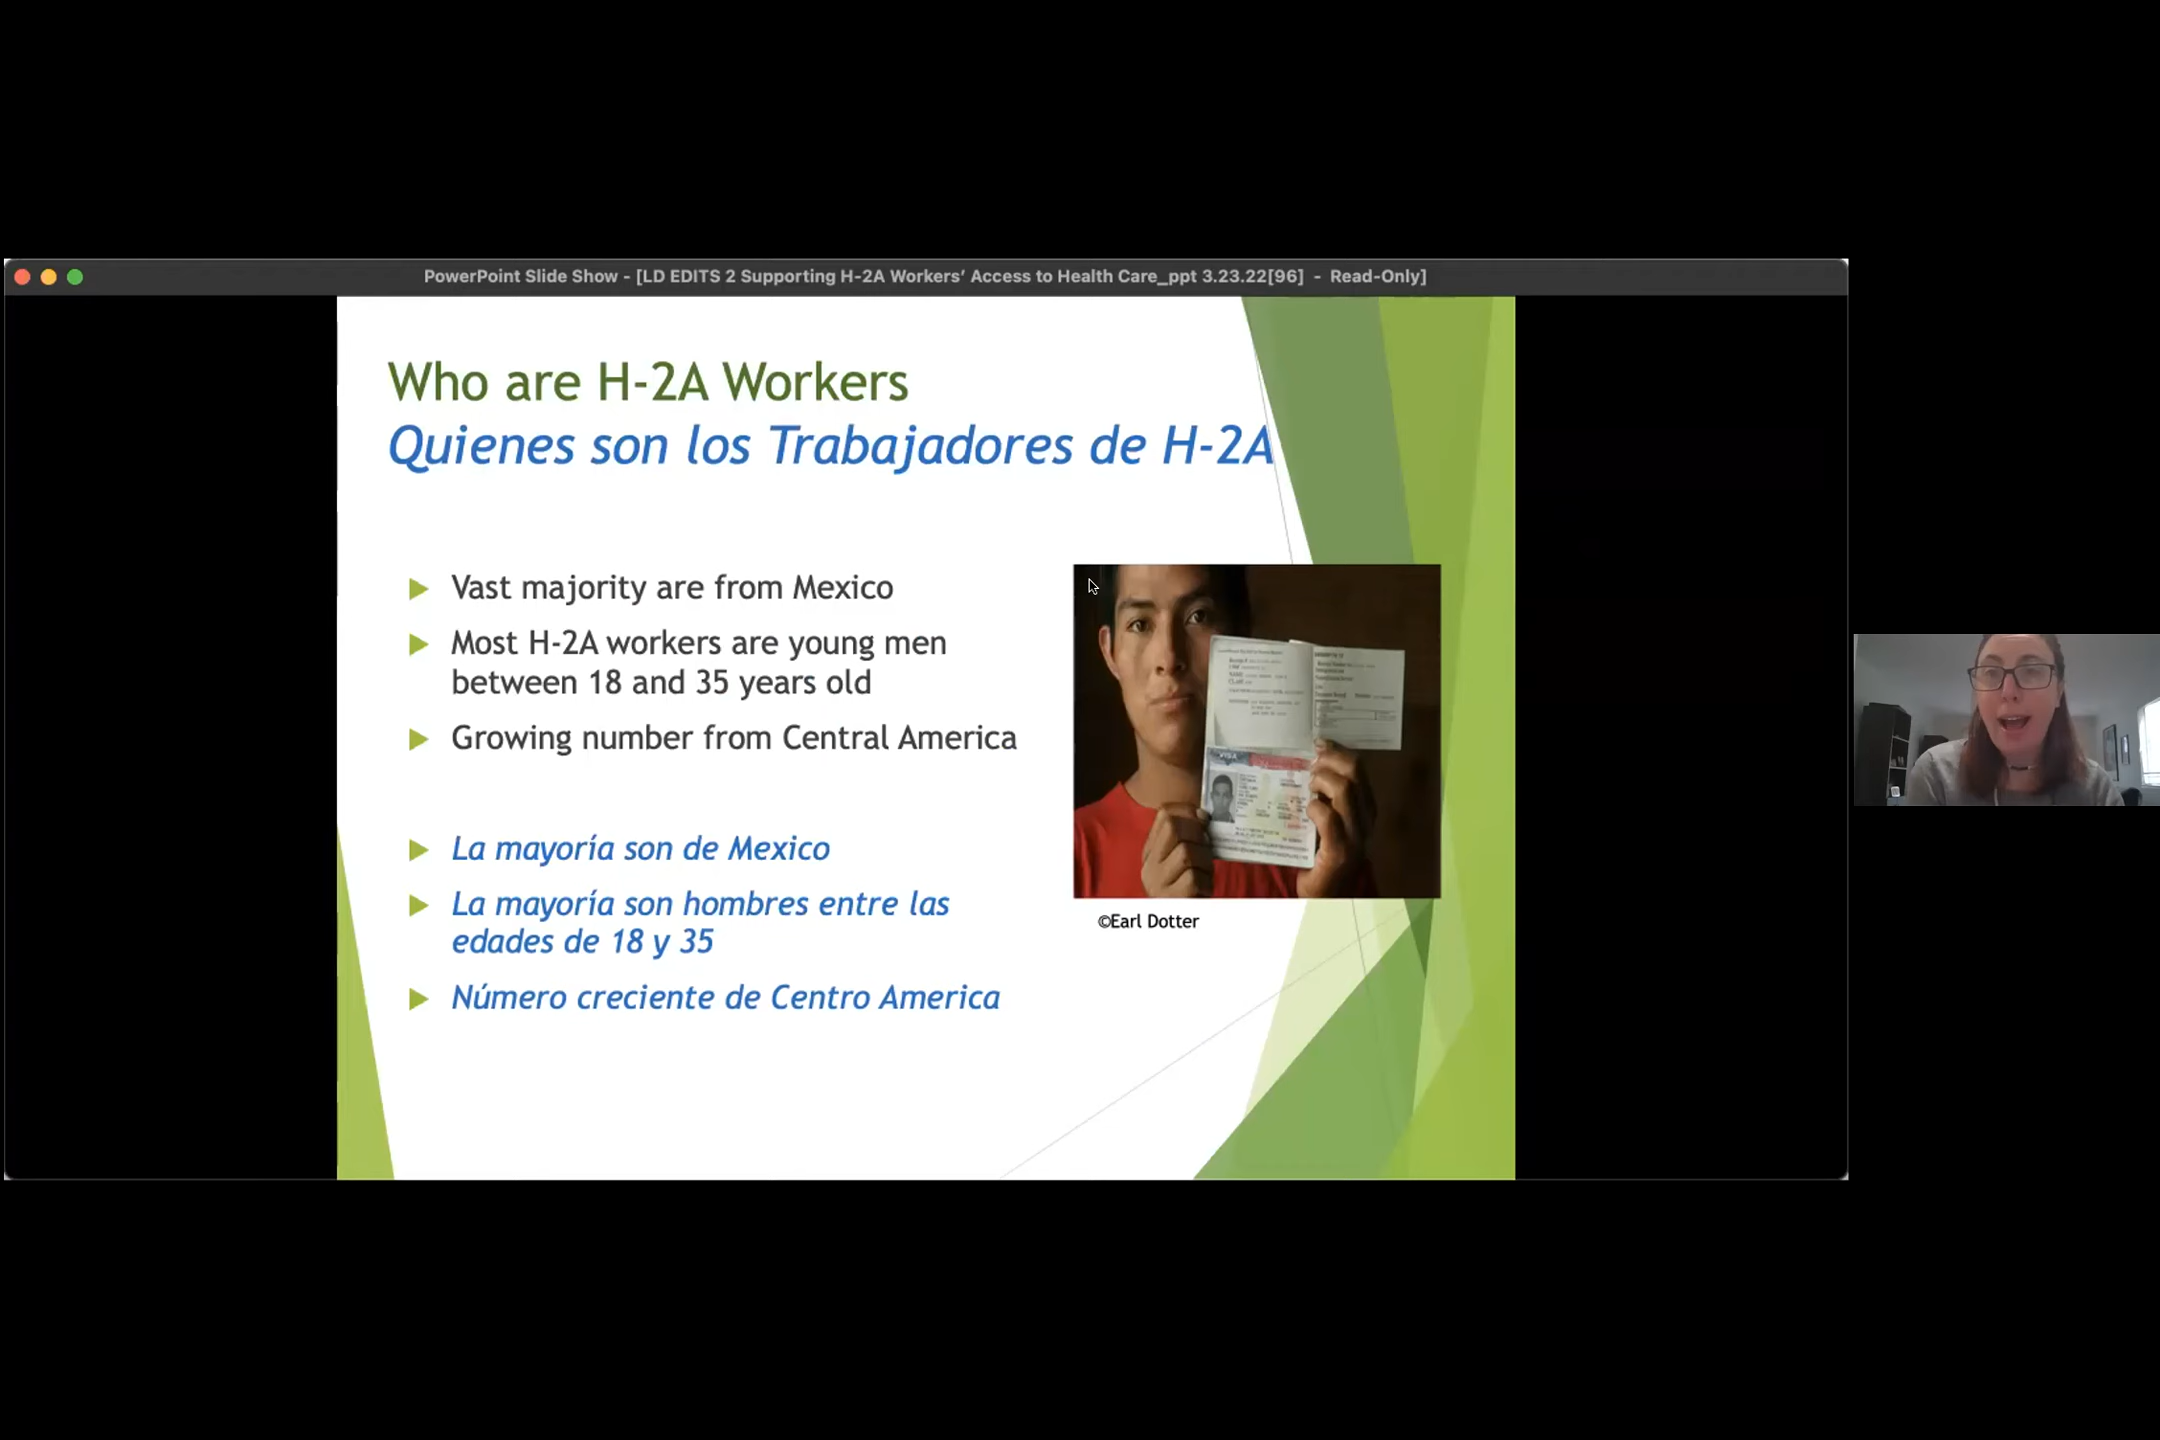 PowerPoint Slide Show - [LD EDITS 2 Supporting H-2A Workers’ Access to Health Care_ppt 3.23.22[96] - Read-Only]
Who are H-2A Workers
Quienes son los Trabajadores de H-2A
Vast majority are from Mexico
Most H-2A workers are young men
between 18 and 35 years old
Growing number from Central America
La mayoría son de Mexico
La mayoría son hombres entre las
edades de 18 y 35
Número creciente de Centro America
VISA
©Earl Dotter